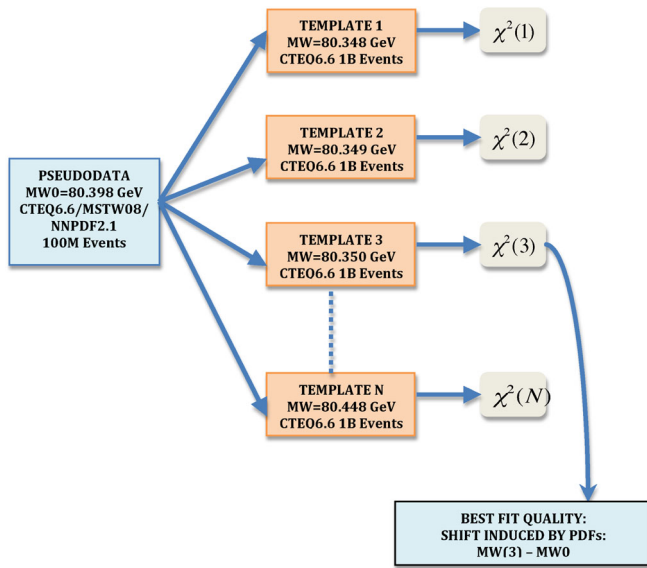 TEMPLATE 1
MW=80.348 GeV
CTEQ6.6 1B Events
χ²(1)
TEMPLATE 2
MW=80.349 GeV
CTEQ6.6 1B Events
χ²(2)
PSEUDODATA
MW0=80.398 GeV
CTEQ6.6/MSTW08/
NNPDF2.1
100M Events
TEMPLATE 3
MW=80.350 GeV
CTEQ6.6 1B Events
χ²(3)
TEMPLATE N
MW=80.448 GeV
CTEQ6.6 1B Events
χ²(N)
BEST FIT QUALITY:
SHIFT INDUCED BY PDFs:
MW(3) – MW0